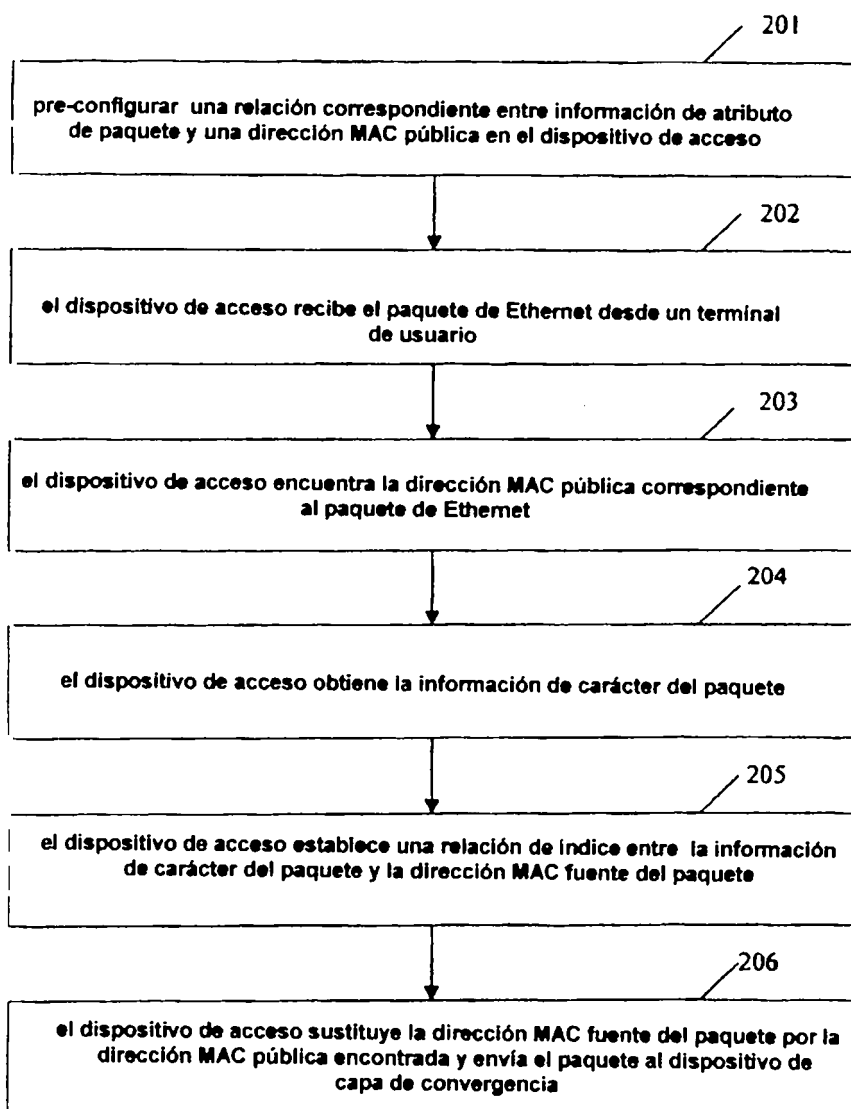 201
pre-configurar una relación correspondiente entre información de atributo
de paquete y una dirección MAC pública en el dispositivo de acceso
202
el dispositivo de acceso recibe el paquete de Ethernet desde un terminal
de usuario
203
el dispositivo de acceso encuentra la dirección MAC pública correspondiente
al paquete de Ethernet
204
el dispositivo de acceso obtiene la información de carácter del paquete
205
el dispositivo de acceso establece una relación de índice entre la información
de carácter del paquete y la dirección MAC fuente del paquete
206
el dispositivo de acceso sustituye la dirección MAC fuente del paquete por la
dirección MAC pública encontrada y envía el paquete al dispositivo de
capa de convergencia